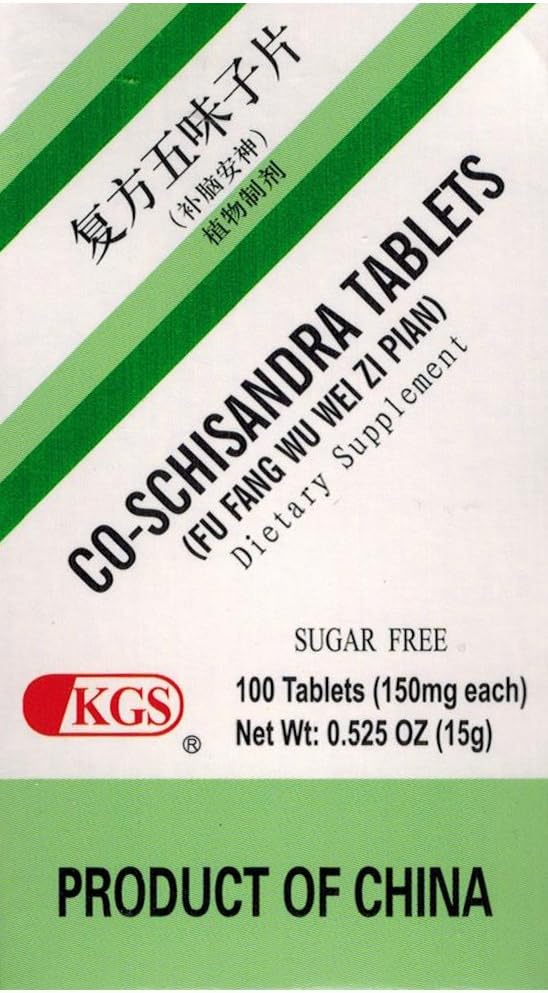 复方五味子片
(补脑安神)
植物制剂
CO-SCHISANDRA TABLETS
(FU FANG WU WEI ZI PIAN)
Dietary Supplement
SUGAR FREE
KGS
®
100 Tablets (150mg each)
Net Wt: 0.525 OZ (15g)
PRODUCT OF CHINA